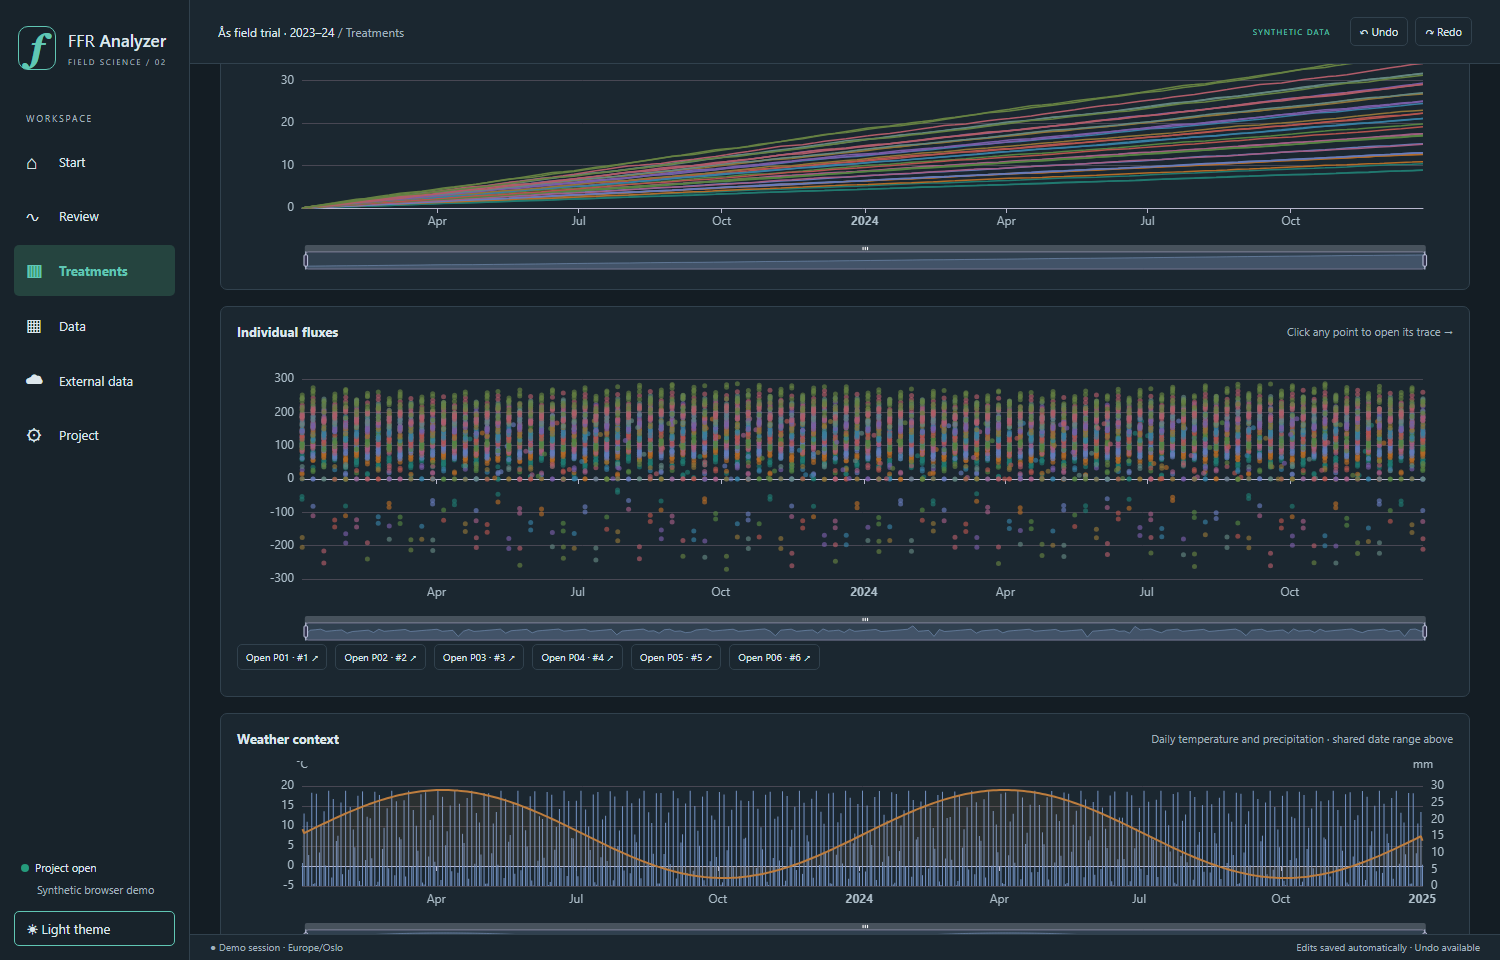 FFR Analyzer
FIELD SCIENCE / 02
WORKSPACE
Start
Review
Treatments
Data
External data
Project
Project open
Synthetic browser demo
☀ Light theme
Ås field trial · 2023–24 / Treatments
SYNTHETIC DATA
↶ Undo
↷ Redo
30
20
10
0
Apr
Jul
Oct
2024
Apr
Jul
Oct
Individual fluxes
Click any point to open its trace →
300
200
100
0
-100
-200
-300
Apr
Jul
Oct
2024
Apr
Jul
Oct
Open P01 · #1 ↗
Open P02 · #2 ↗
Open P03 · #3 ↗
Open P04 · #4 ↗
Open P05 · #5 ↗
Open P06 · #6 ↗
Weather context
Daily temperature and precipitation · shared date range above
°C
mm
20
15
10
5
0
-5
30
25
20
15
10
5
0
Apr
Jul
Oct
2024
Apr
Jul
Oct
2025
● Demo session · Europe/Oslo
Edits saved automatically · Undo available